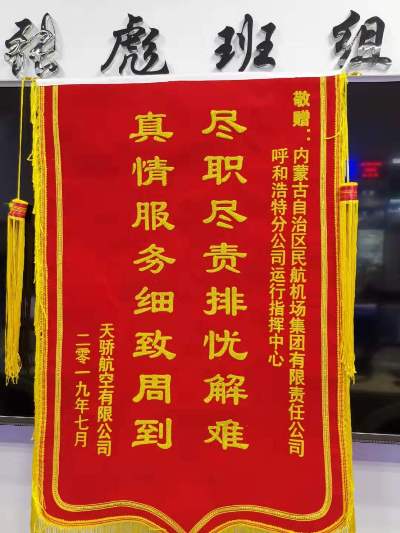 张彪班组
敬赠：内蒙古自治区民航机场集团有限责任公司
呼和浩特分公司运行指挥中心
尽职尽责排忧解难
真情服务细致周到
天骄航空有限公司
二零一九年七月